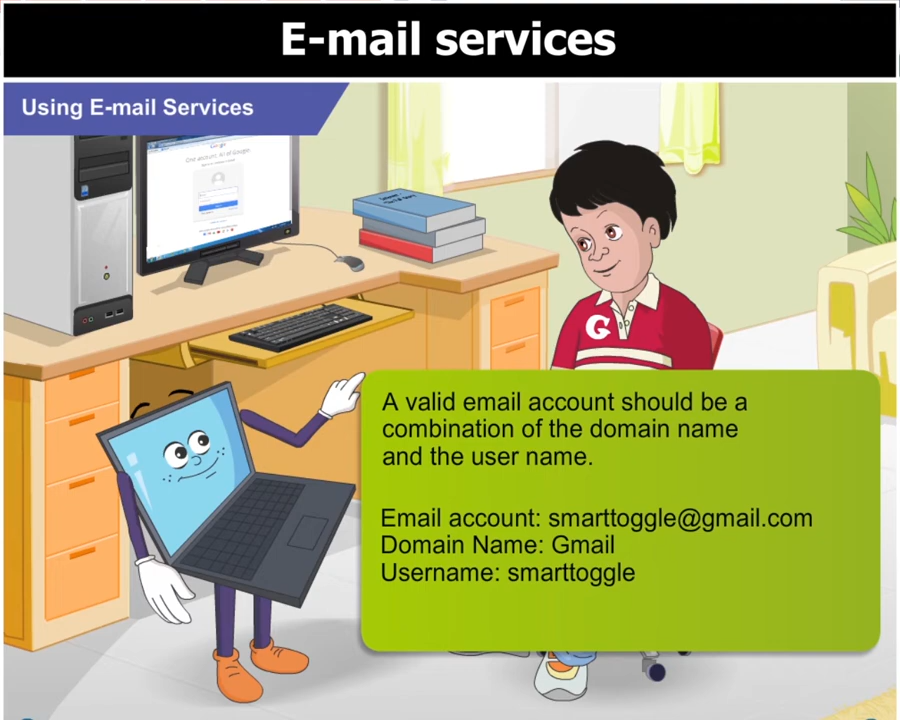 E-mail services
Using E-mail Services
G
A valid email account should be a
combination of the domain name
and the user name.
Email account: smarttoggle@gmail.com
Domain Name: Gmail
Username: smarttoggle